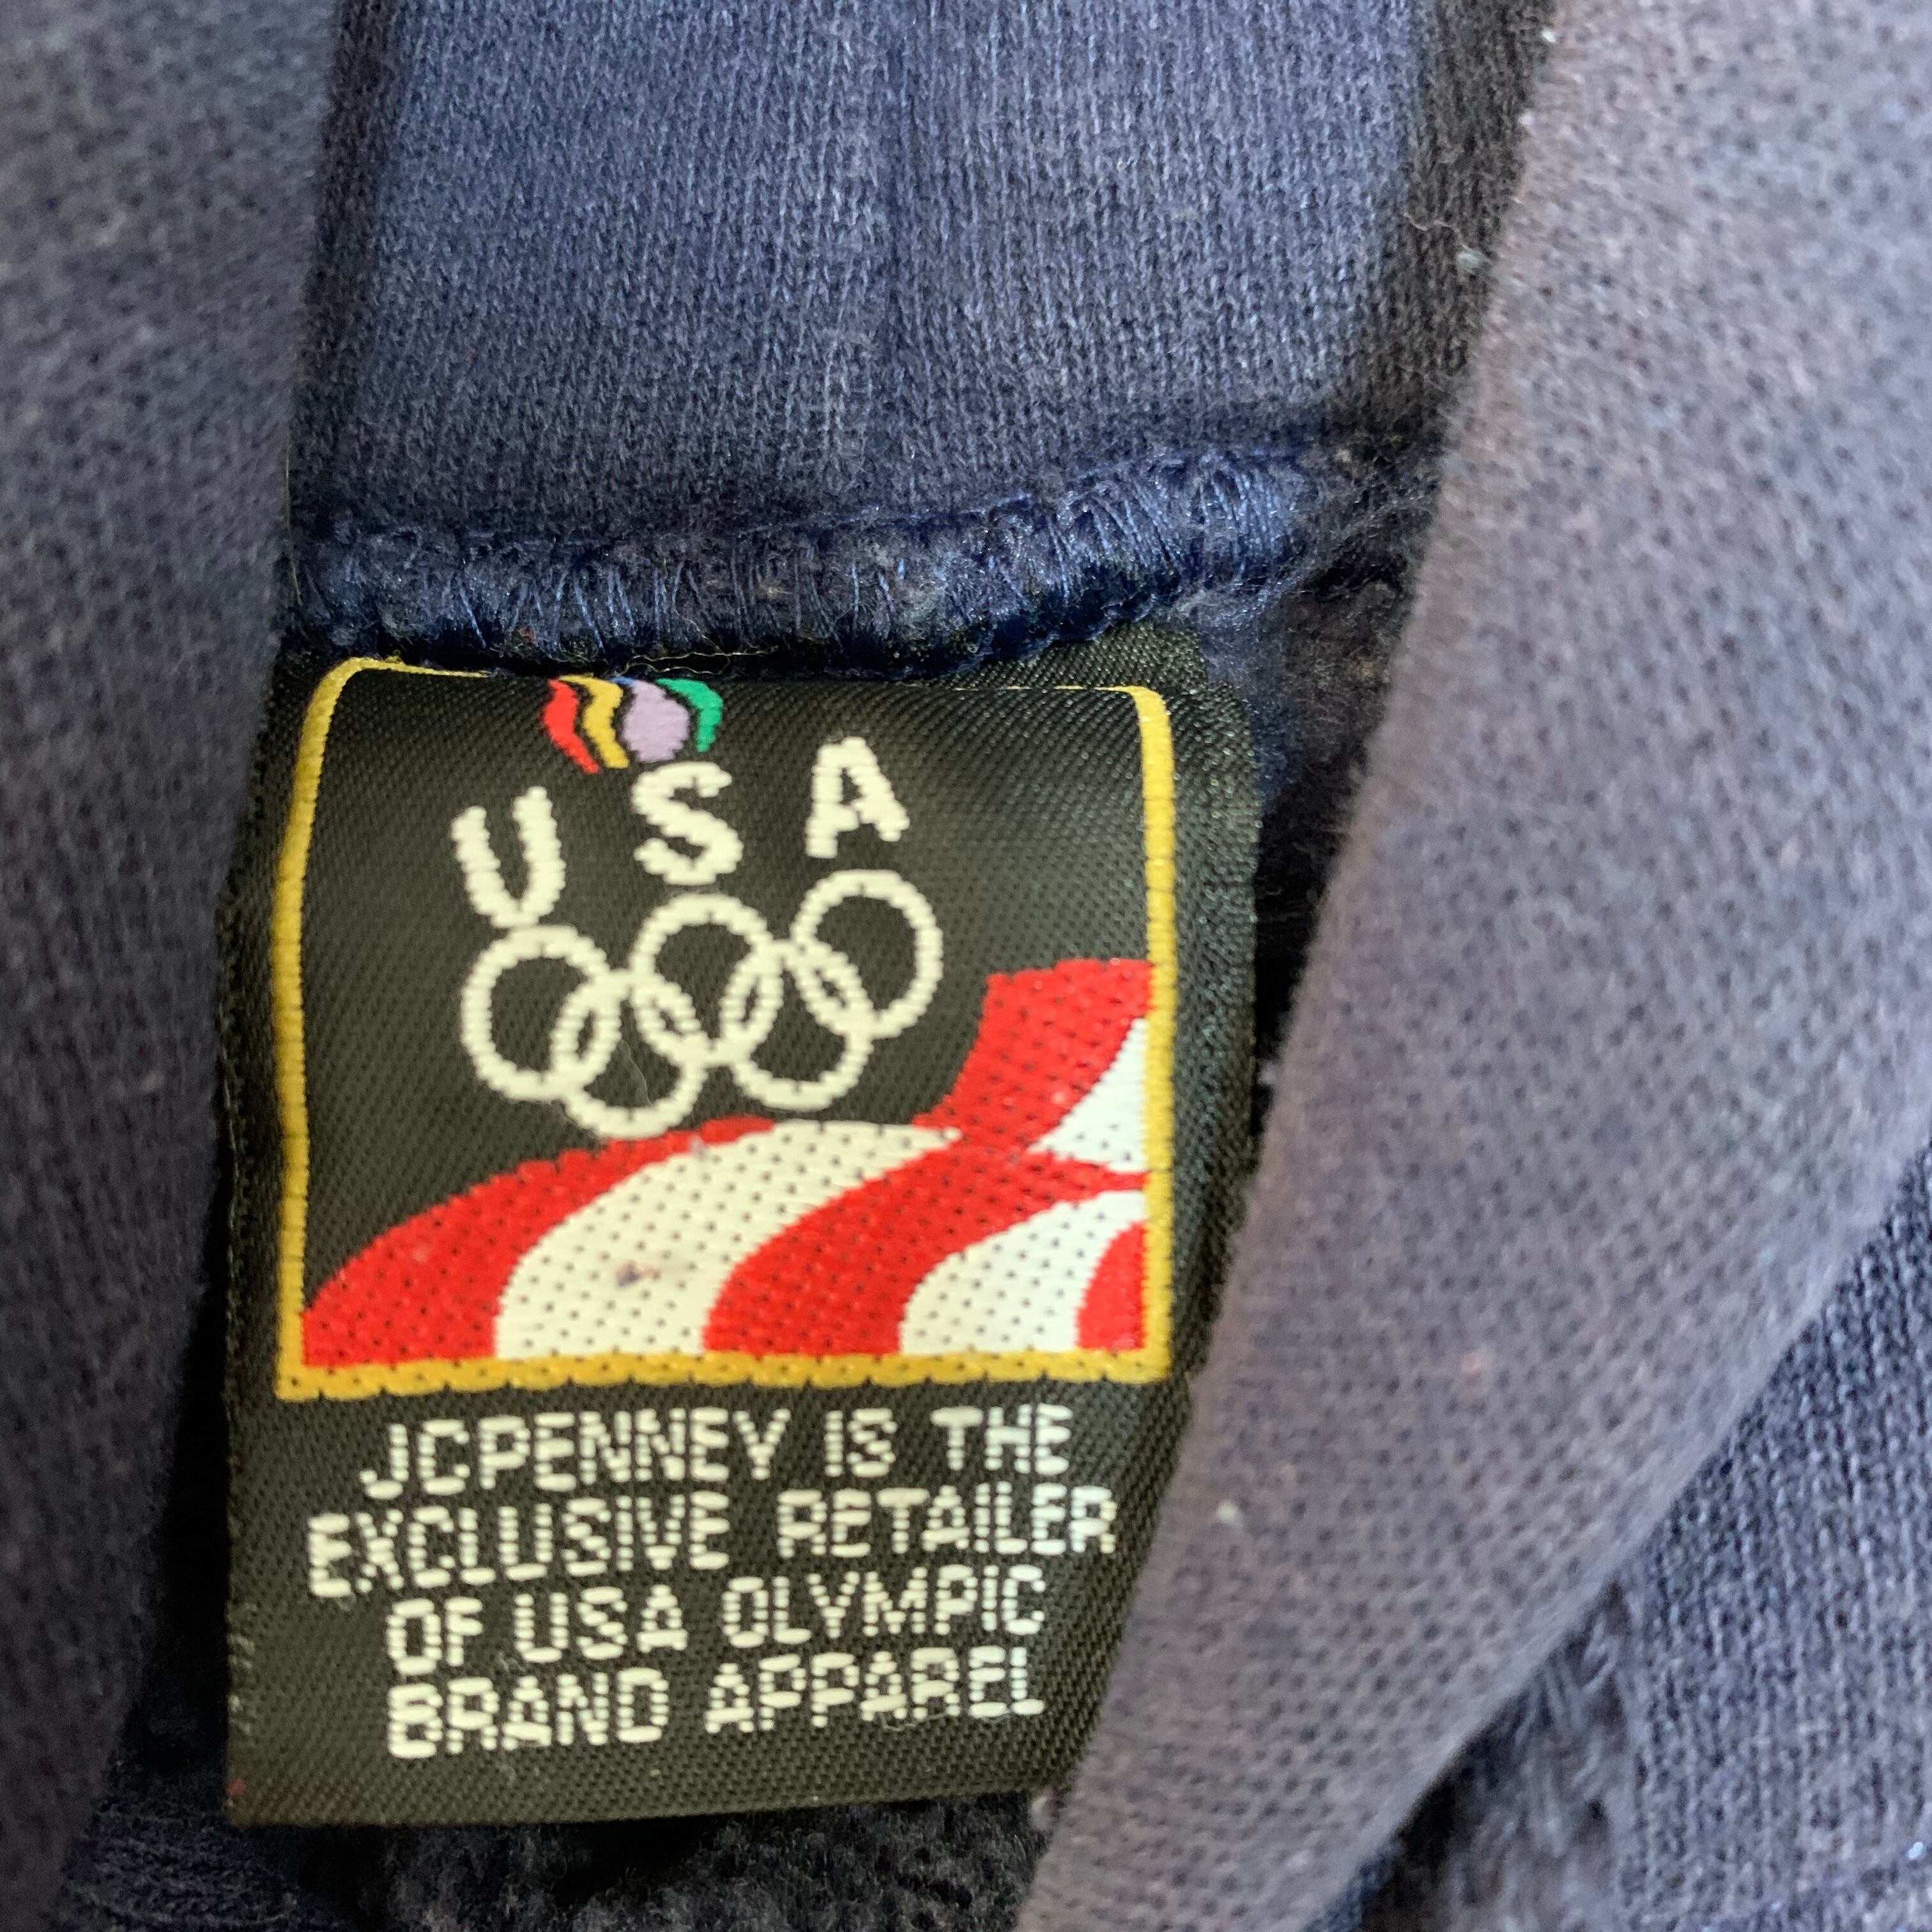 USA
JCPENNEY IS THE
EXCLUSIVE RETAILER
OF USA OLYMPIC
BRAND APPAREL